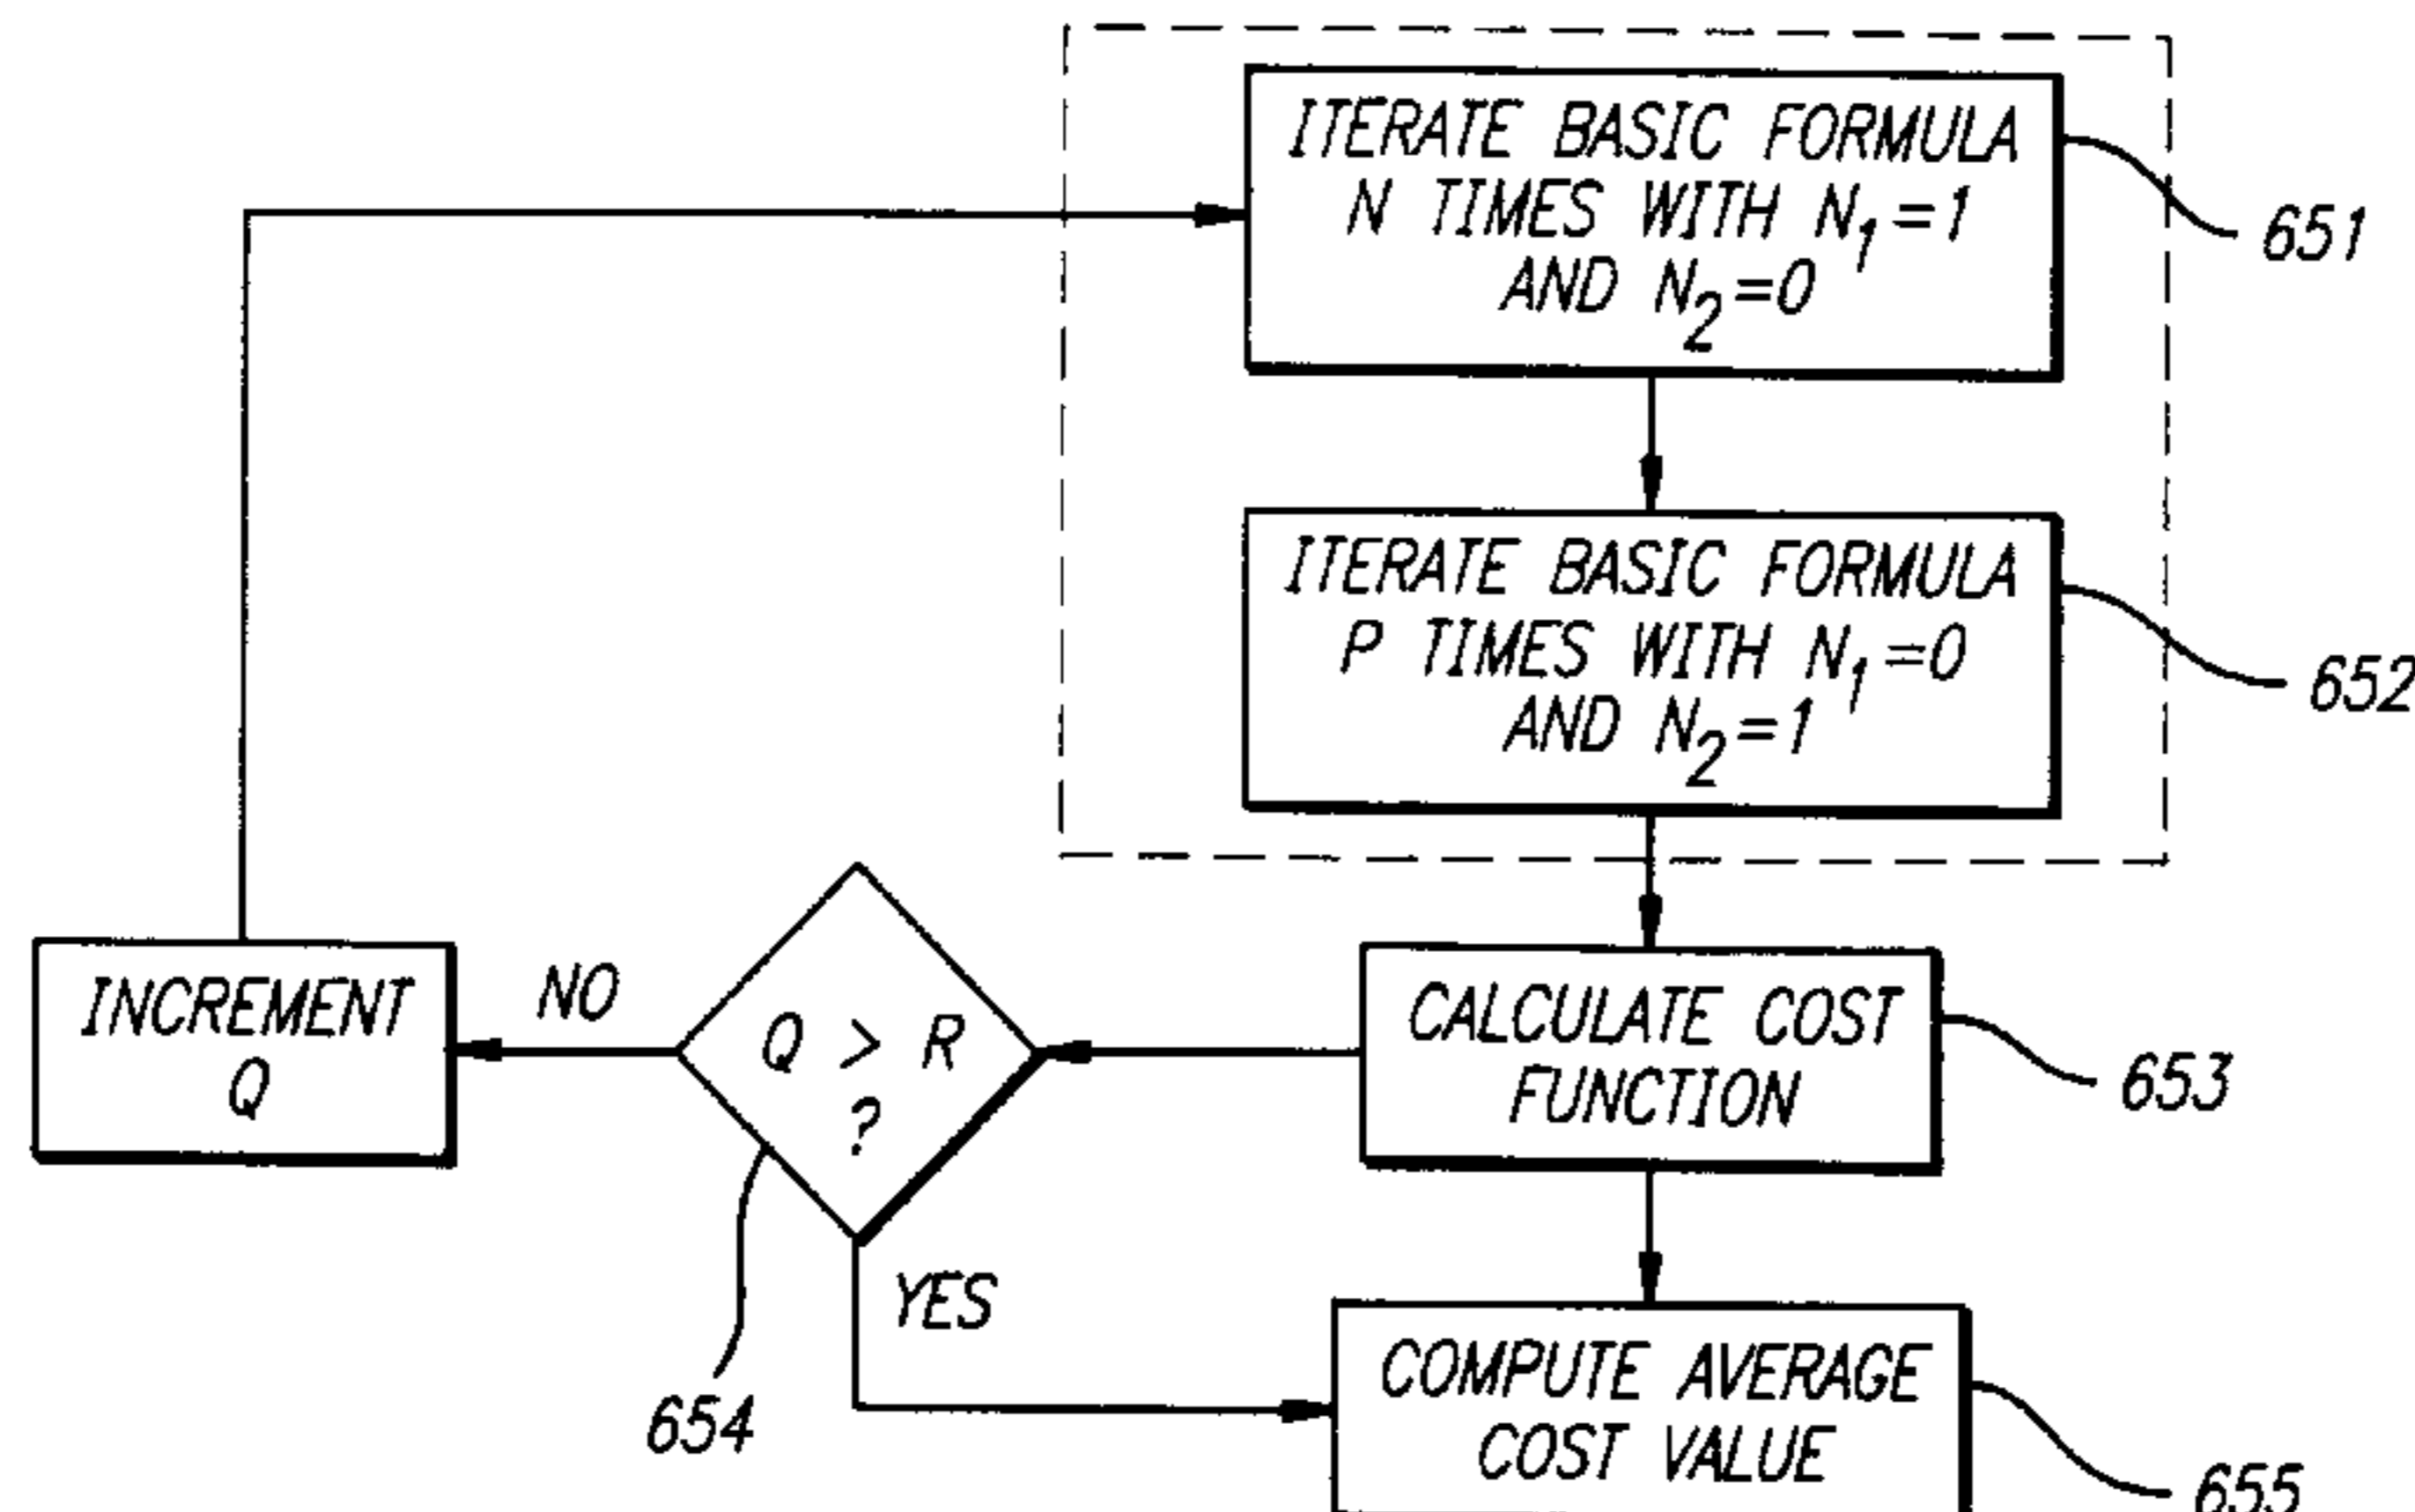 ITERATE BASIC FORMULA
N TIMES WITH N₁=1
AND N₂=0
651
ITERATE BASIC FORMULA
P TIMES WITH N₁=0
AND N₂=1
652
INCREMENT
Q
NO
Q > R
?
CALCULATE COST
FUNCTION
653
YES
654
COMPUTE AVERAGE
COST VALUE
655